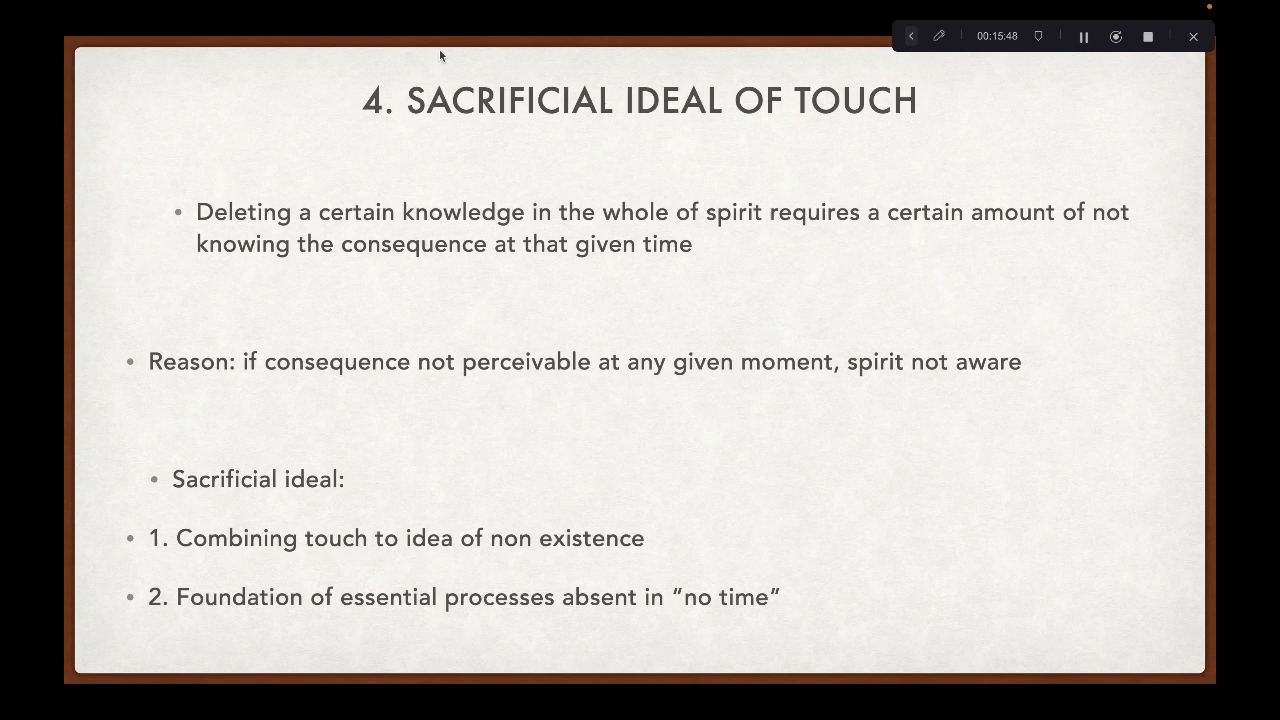 00:15:48
4. SACRIFICIAL IDEAL OF TOUCH
• Deleting a certain knowledge in the whole of spirit requires a certain amount of not
knowing the consequence at that given time
• Reason: if consequence not perceivable at any given moment, spirit not aware
• Sacrificial ideal:
• 1. Combining touch to idea of non existence
• 2. Foundation of essential processes absent in “no time”